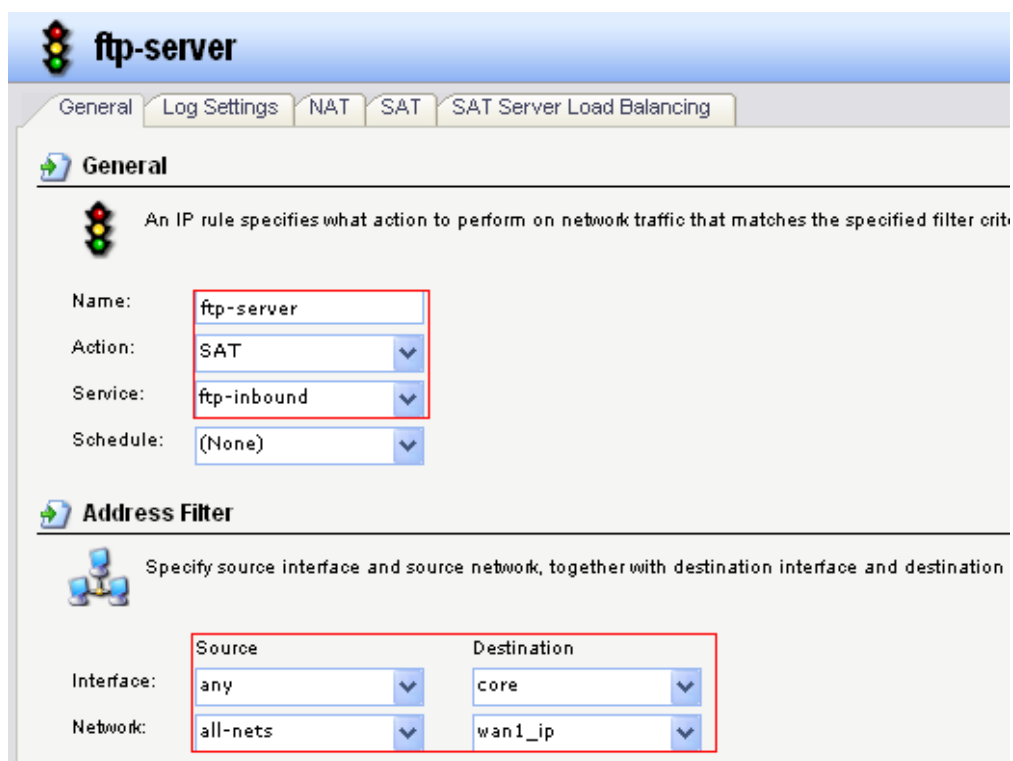 ftp-server
General Log Settings NAT SAT SAT Server Load Balancing
General
An IP rule specifies what action to perform on network traffic that matches the specified filter crit
Name: ftp-server
Action: SAT
Service: ftp-inbound
Schedule: (None)
Address Filter
Specify source interface and source network, together with destination interface and destination
Source Destination
Interface: any core
Network: all-nets wan1_ip